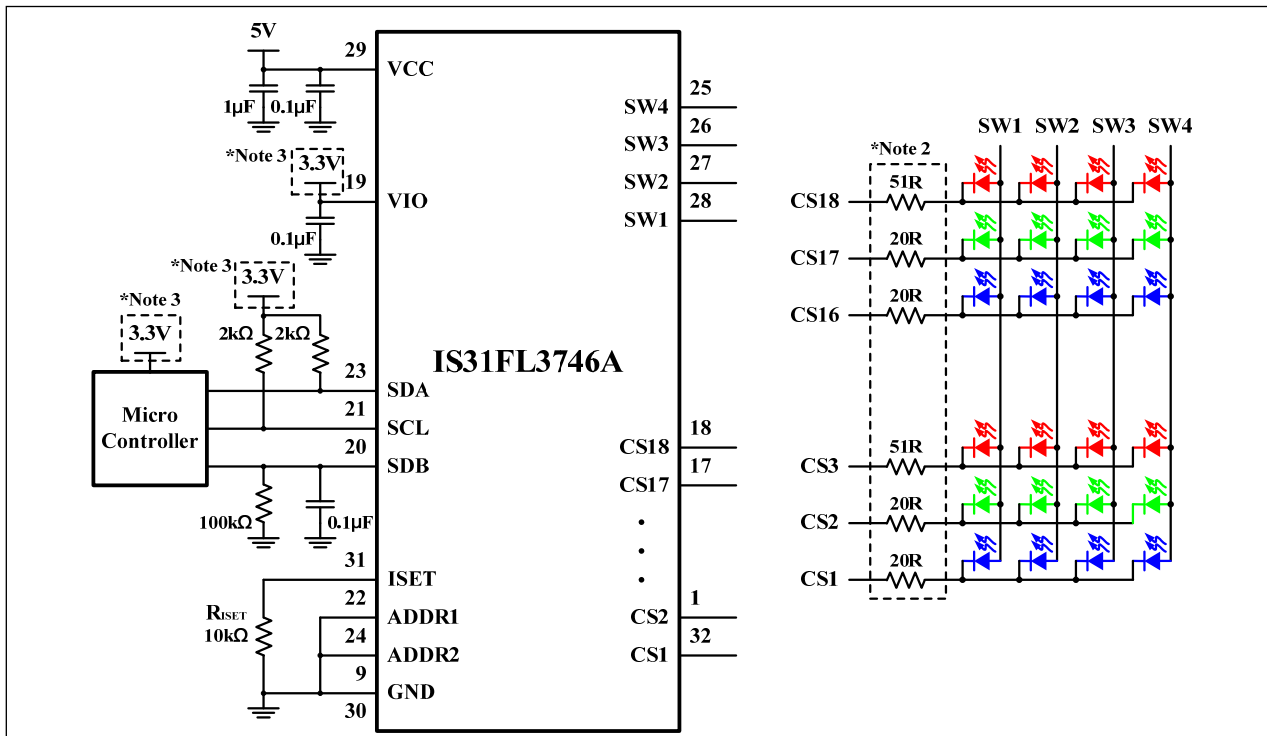 5V
29
VCC
1µF
0.1µF
*Note 3
3.3V
19
VIO
0.1µF
*Note 3
3.3V
*Note 3
3.3V
2kΩ
2kΩ
Micro
Controller
23
SDA
21
SCL
20
SDB
100kΩ
0.1µF
31
ISET
RISET
10kΩ
22
ADDR1
24
ADDR2
9
GND
30
IS31FL3746A
25
SW4
26
SW3
27
SW2
28
SW1
18
CS18
17
CS17
1
CS2
32
CS1
SW1 SW2 SW3 SW4
*Note 2
CS18 51R
CS17 20R
CS16 20R
CS3 51R
CS2 20R
CS1 20R